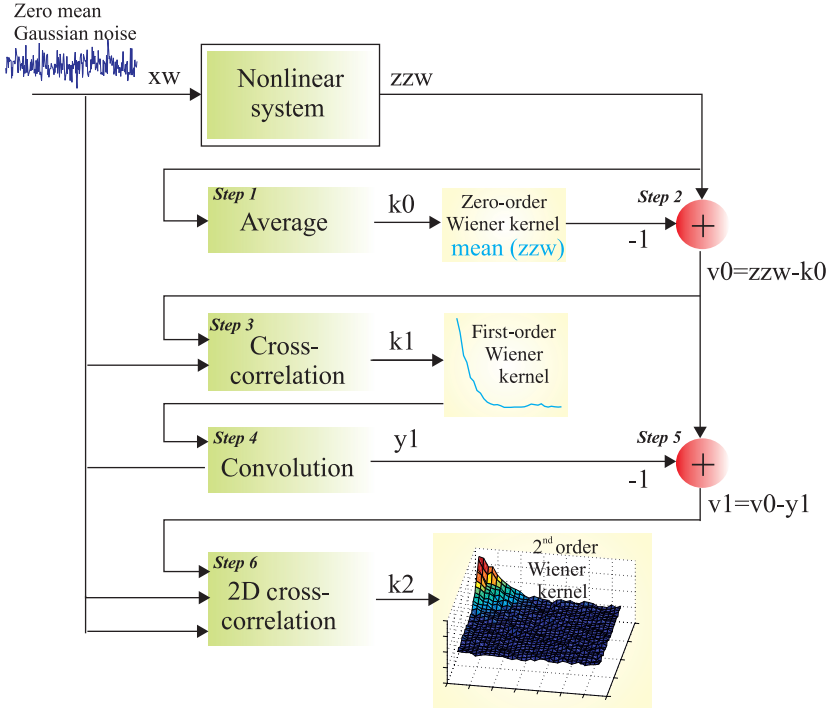 Zero mean
Gaussian noise
xw
Nonlinear
system
zzw
Step 1
Average
k0
Zero-order
Wiener kernel
mean (zzw)
Step 2
-1
+
v0=zzw-k0
Step 3
Cross-
correlation
k1
First-order
Wiener
kernel
Step 4
Convolution
y1
Step 5
-1
+
v1=v0-y1
Step 6
2D cross-
correlation
k2
2nd order
Wiener
kernel